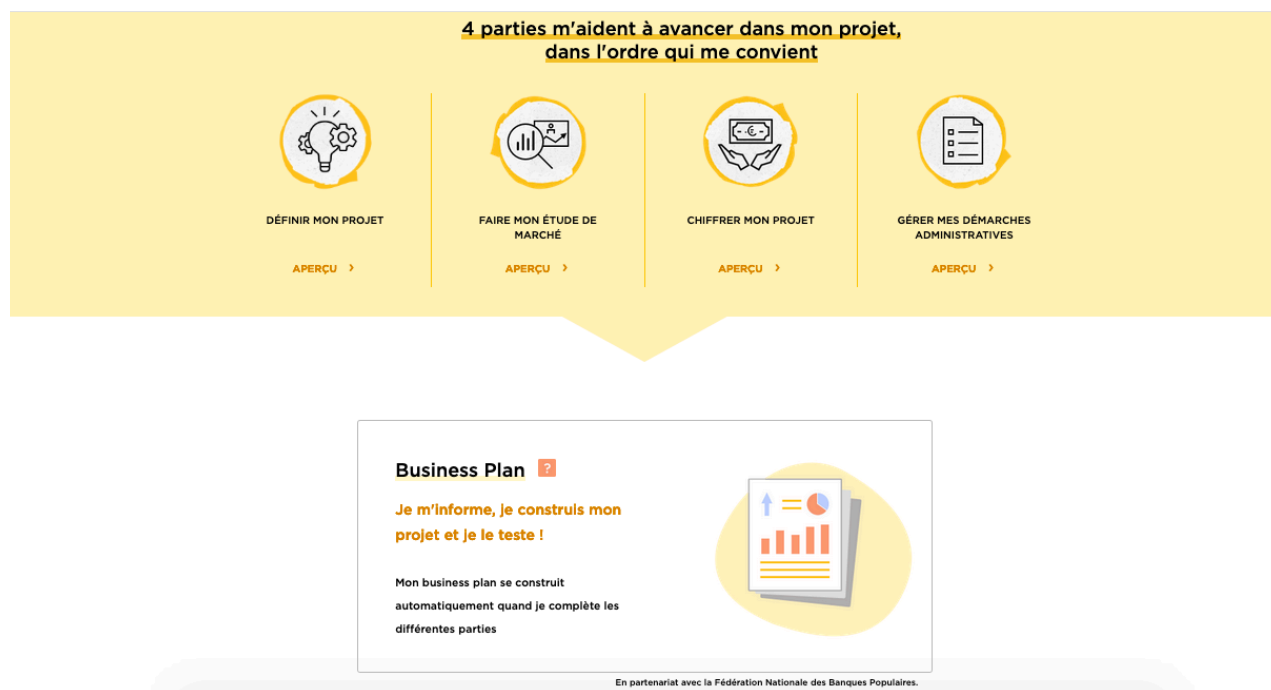 4 parties m'aident à avancer dans mon projet,
dans l'ordre qui me convient
DÉFINIR MON PROJET
APERÇU >
FAIRE MON ÉTUDE DE
MARCHÉ
APERÇU >
CHIFFRER MON PROJET
APERÇU >
GÉRER MES DÉMARCHES
ADMINISTRATIVES
APERÇU >
Business Plan ?
Je m'informe, je construis mon
projet et je le teste !
Mon business plan se construit
automatiquement quand je complète les
différentes parties
En partenariat avec la Fédération Nationale des Banques Populaires.